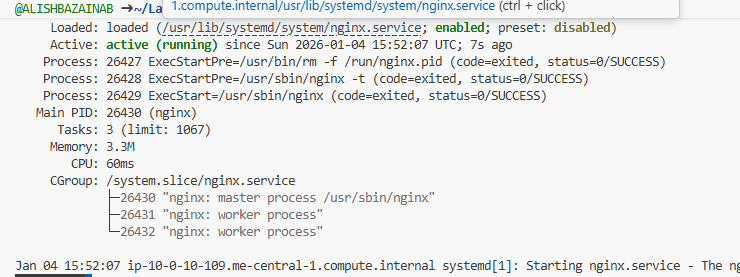 1.compute.internal/usr/lib/systemd/system/nginx.service (ctrl + click)
@ALISHBAZAINAB → ~/La
Loaded: loaded (/usr/lib/systemd/system/nginx.service; enabled; preset: disabled)
Active: active (running) since Sun 2026-01-04 15:52:07 UTC; 7s ago
Process: 26427 ExecStartPre=/usr/bin/rm -f /run/nginx.pid (code=exited, status=0/SUCCESS)
Process: 26428 ExecStartPre=/usr/sbin/nginx -t (code=exited, status=0/SUCCESS)
Process: 26429 ExecStart=/usr/sbin/nginx (code=exited, status=0/SUCCESS)
Main PID: 26430 (nginx)
Tasks: 3 (limit: 1067)
Memory: 3.3M
CPU: 60ms
CGroup: /system.slice/nginx.service
├─26430 "nginx: master process /usr/sbin/nginx"
├─26431 "nginx: worker process"
└─26432 "nginx: worker process"
Jan 04 15:52:07 ip-10-0-10-109.me-central-1.compute.internal systemd[1]: Starting nginx.service - The ng